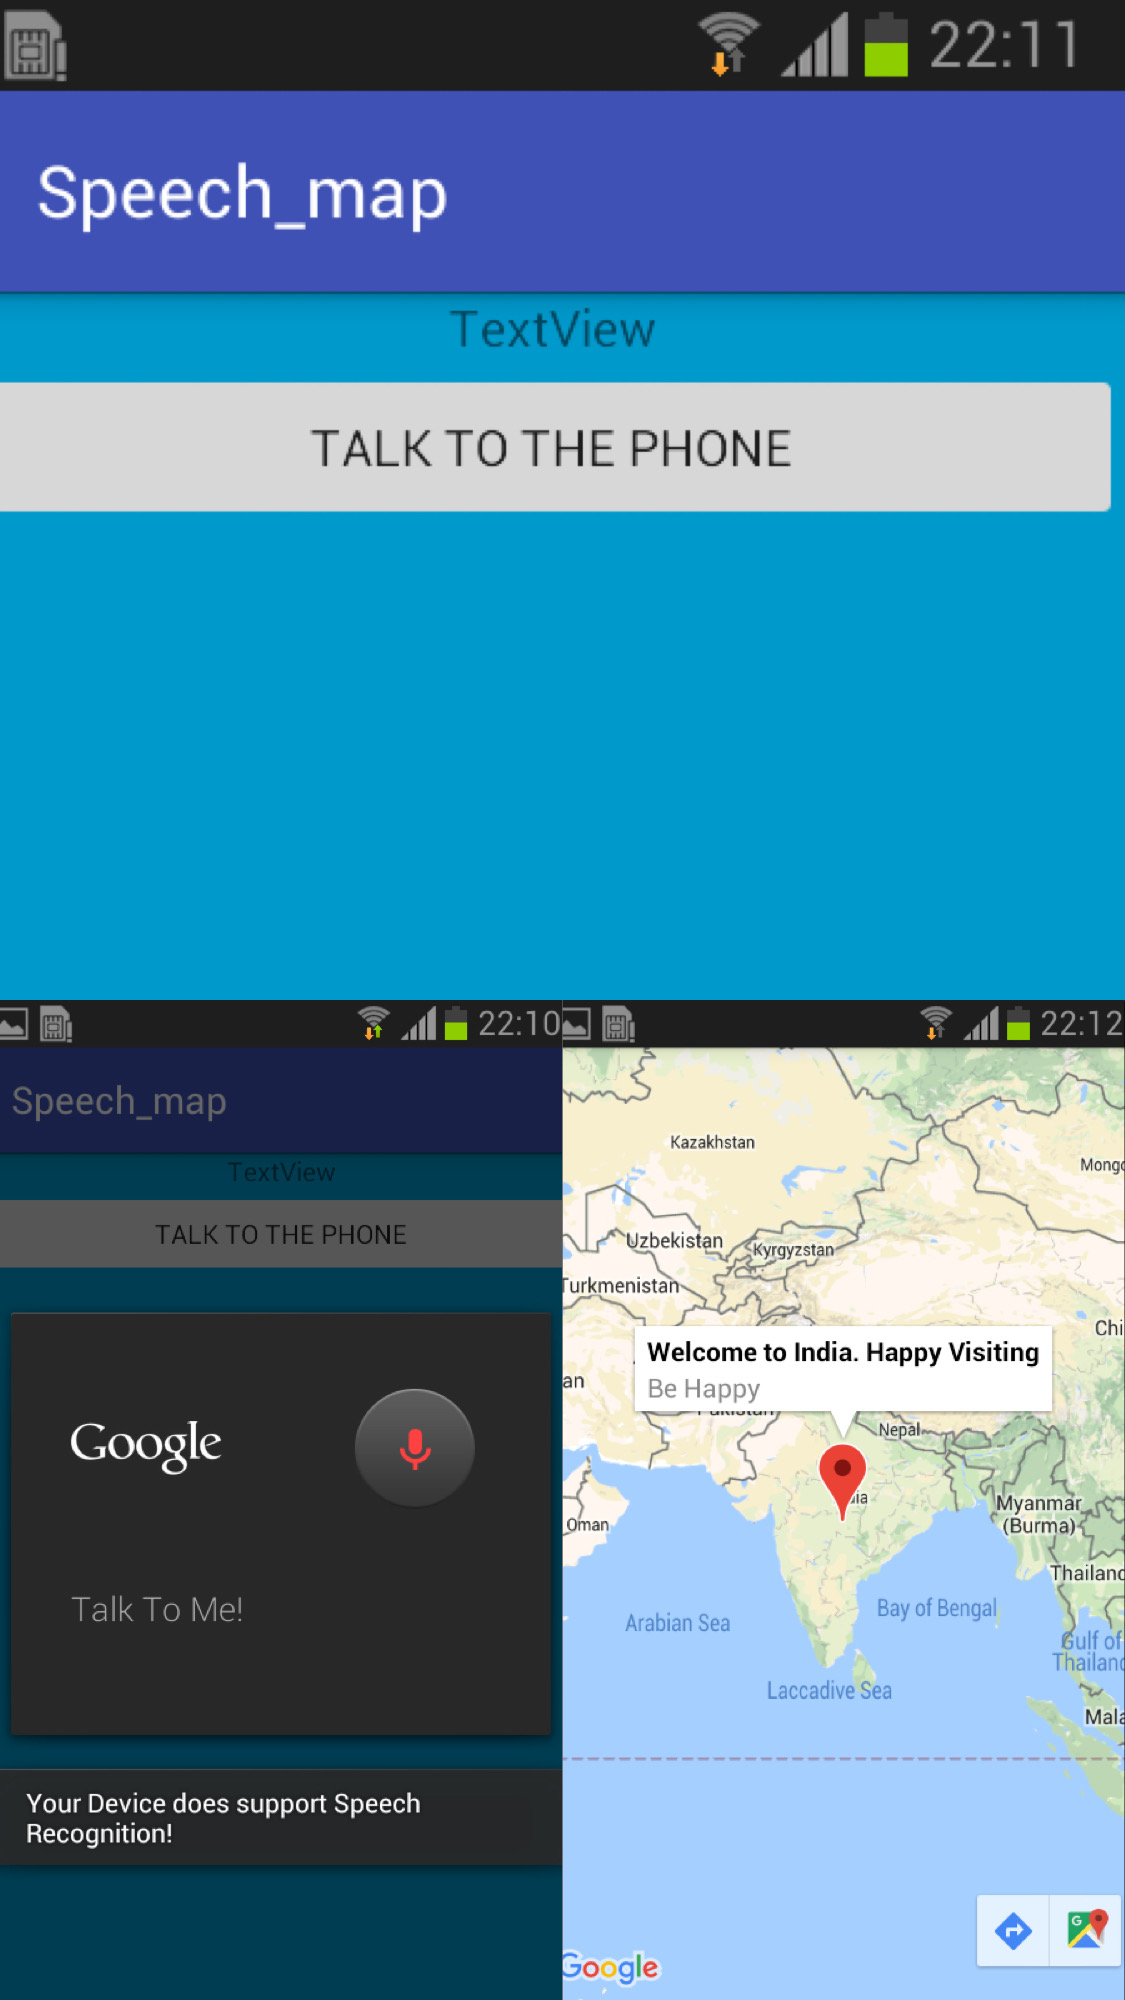 22:11
Speech_map
TextView
TALK TO THE PHONE
22:10
Speech_map
TextView
TALK TO THE PHONE
Google
Talk To Me!
Your Device does support Speech
Recognition!
22:12
Kazakhstan
Mongo
Uzbekistan
Kyrgyzstan
Turkmenistan
Chi
Welcome to India. Happy Visiting
an
Be Happy
Pakistan
Nepal
ia
Myanmar
(Burma)
Oman
Thailand
Bay of Bengal
Arabian Sea
Gulf of
Thailand
Laccadive Sea
Mala
G
Google